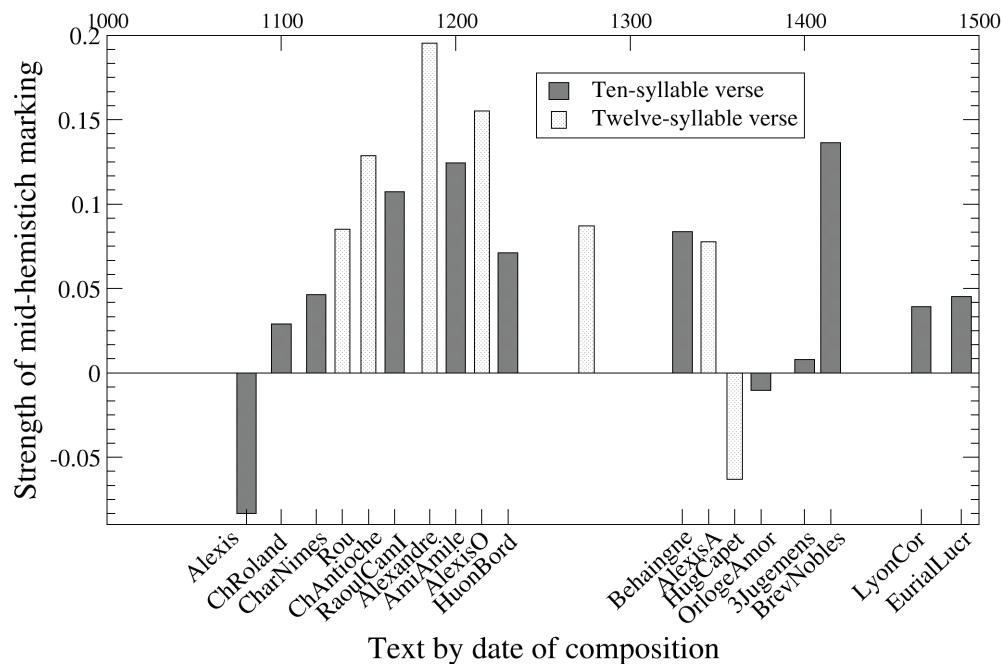 1000 1100 1200 1300 1400 1500
0.2
0.15
0.1
0.05
0
-0.05
Strength of mid-hemistich marking
Ten-syllable verse
Twelve-syllable verse
Alexis
ChRoland
CharNimes
Rou
ChAntioche
RaoulCamI
Alexandre
AmiAmile
AlexisO
HuonBord
Behaingne
AlexisA
HugCapet
OrlogeAmor
3Jugemens
BrevNobles
LyonCor
EurialLucr
Text by date of composition